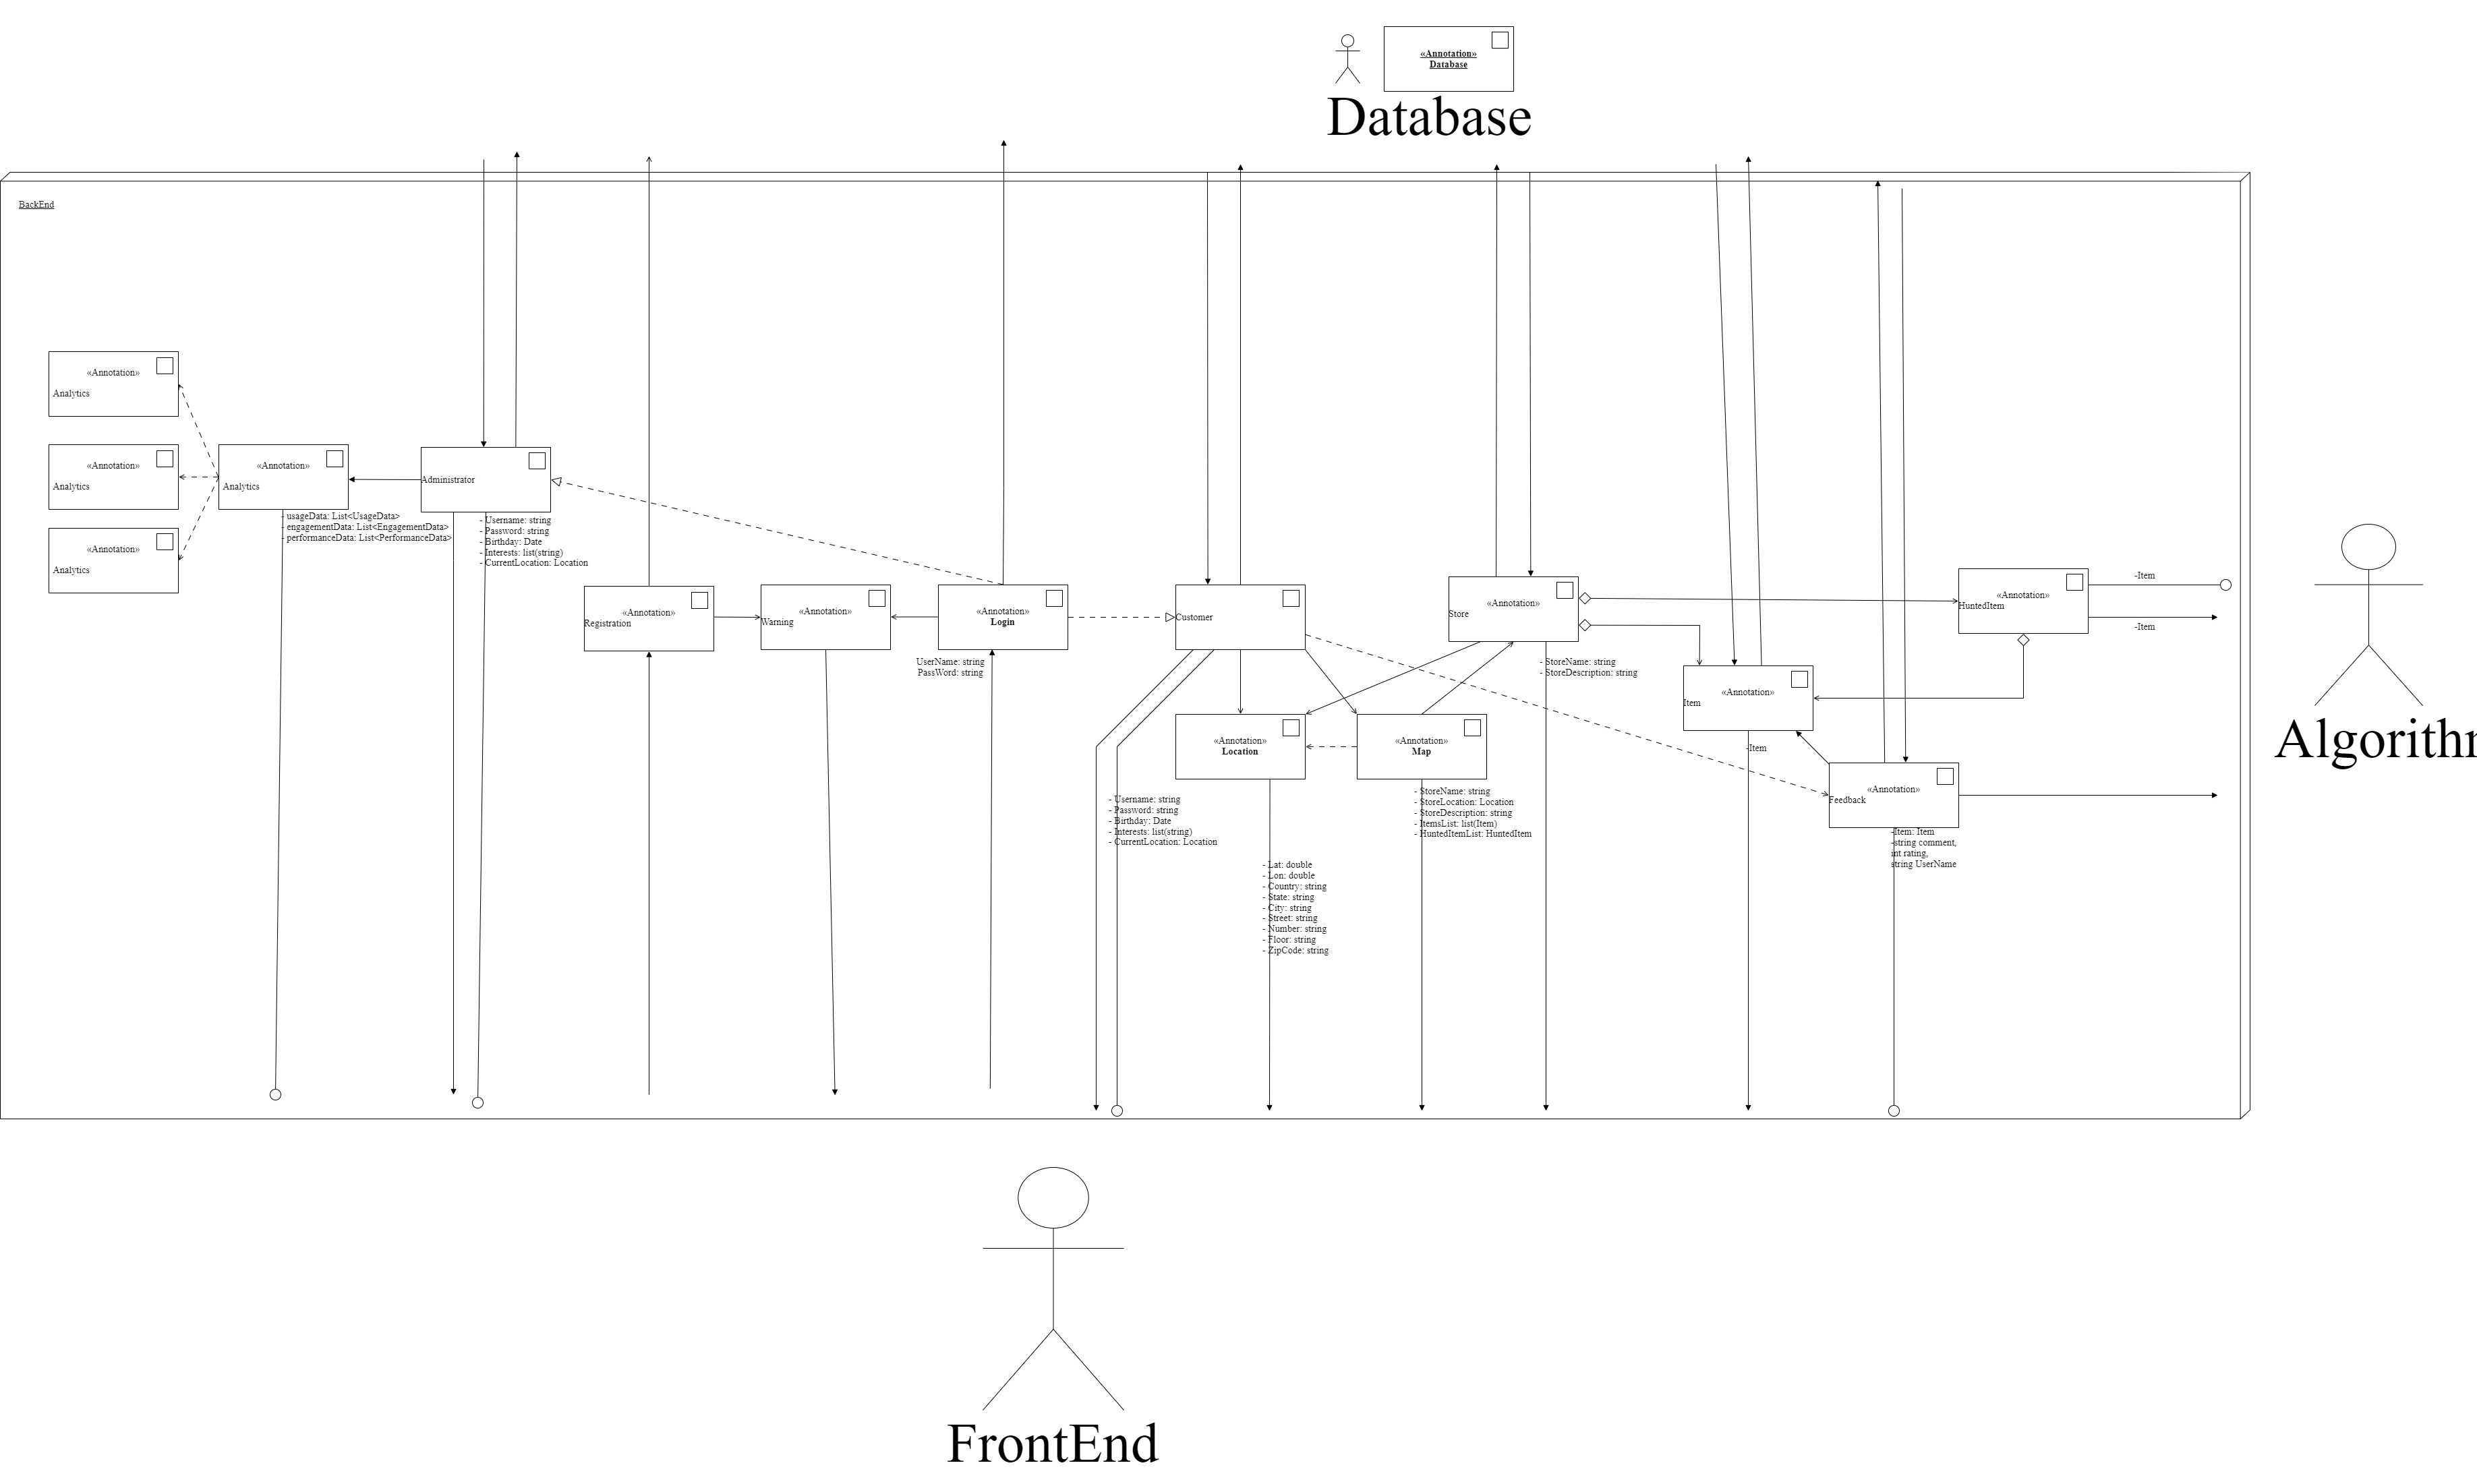 «Annotation»
Database
Database
BackEnd
«Annotation»
Analytics
«Annotation»
Analytics
«Annotation»
Analytics
«Annotation»
Analytics
- usageData: List<UsageData>
- engagementData: List<EngagementData>
- performanceData: List<PerformanceData>
Administrator
- Username: string
- Password: string
- Birthday: Date
- Interests: list(string)
- CurrentLocation: Location
«Annotation»
Registration
«Annotation»
Warning
«Annotation»
Login
UserName: string
PassWord: string
Customer
- Username: string
- Password: string
- Birthday: Date
- Interests: list(string)
- CurrentLocation: Location
«Annotation»
Location
- Lat: double
- Lon: double
- Country: string
- State: string
- City: string
- Street: string
- Number: string
- Floor: string
- ZipCode: string
«Annotation»
Map
- StoreName: string
- StoreLocation: Location
- StoreDescription: string
- ItemsList: list(Item)
- HuntedItemList: HuntedItem
«Annotation»
Store
- StoreName: string
- StoreDescription: string
«Annotation»
Item
-Item
«Annotation»
HuntedItem
-Item
-Item
«Annotation»
Feedback
-Item: Item
-string comment,
int rating,
string UserName
Algorith
FrontEnd